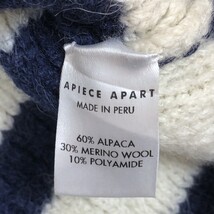 APIECE APART
MADE IN PERU
60% ALPACA
30% MERINO WOOL
10% POLYAMIDE